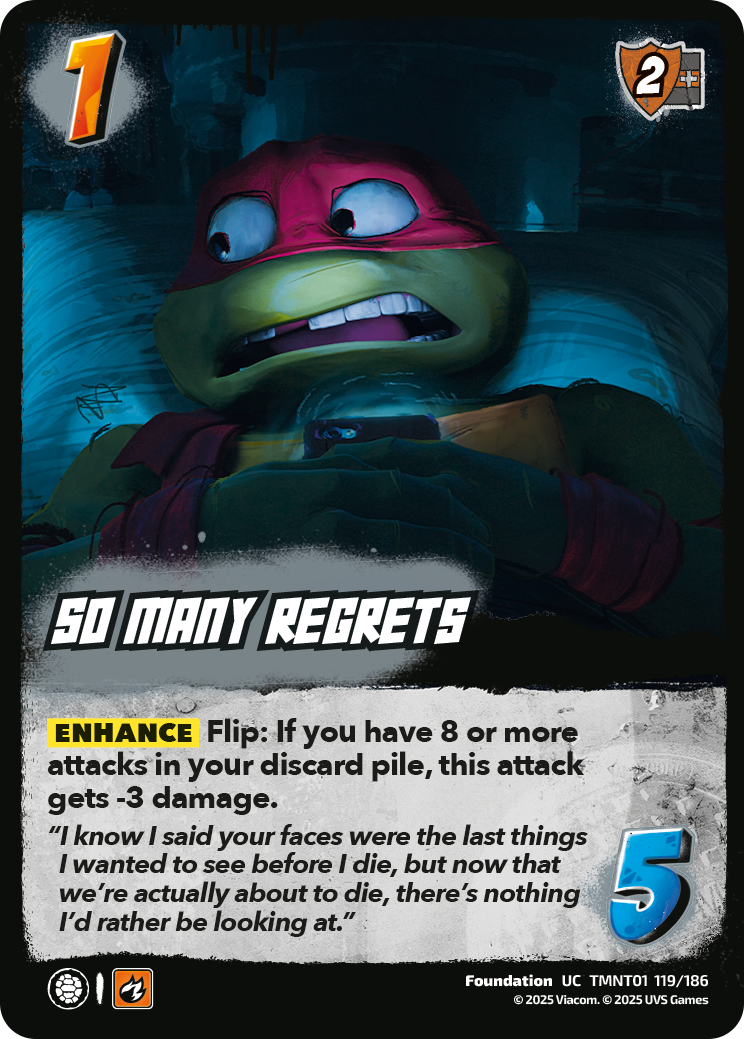 1
2
SO MANY REGRETS
ENHANCE Flip: If you have 8 or more
attacks in your discard pile, this attack
gets -3 damage.
“I know I said your faces were the last things
I wanted to see before I die, but now that
we’re actually about to die, there’s nothing
I’d rather be looking at.”
5
Foundation UC TMNT01 119/186
© 2025 Viacom. © 2025 UVS Games